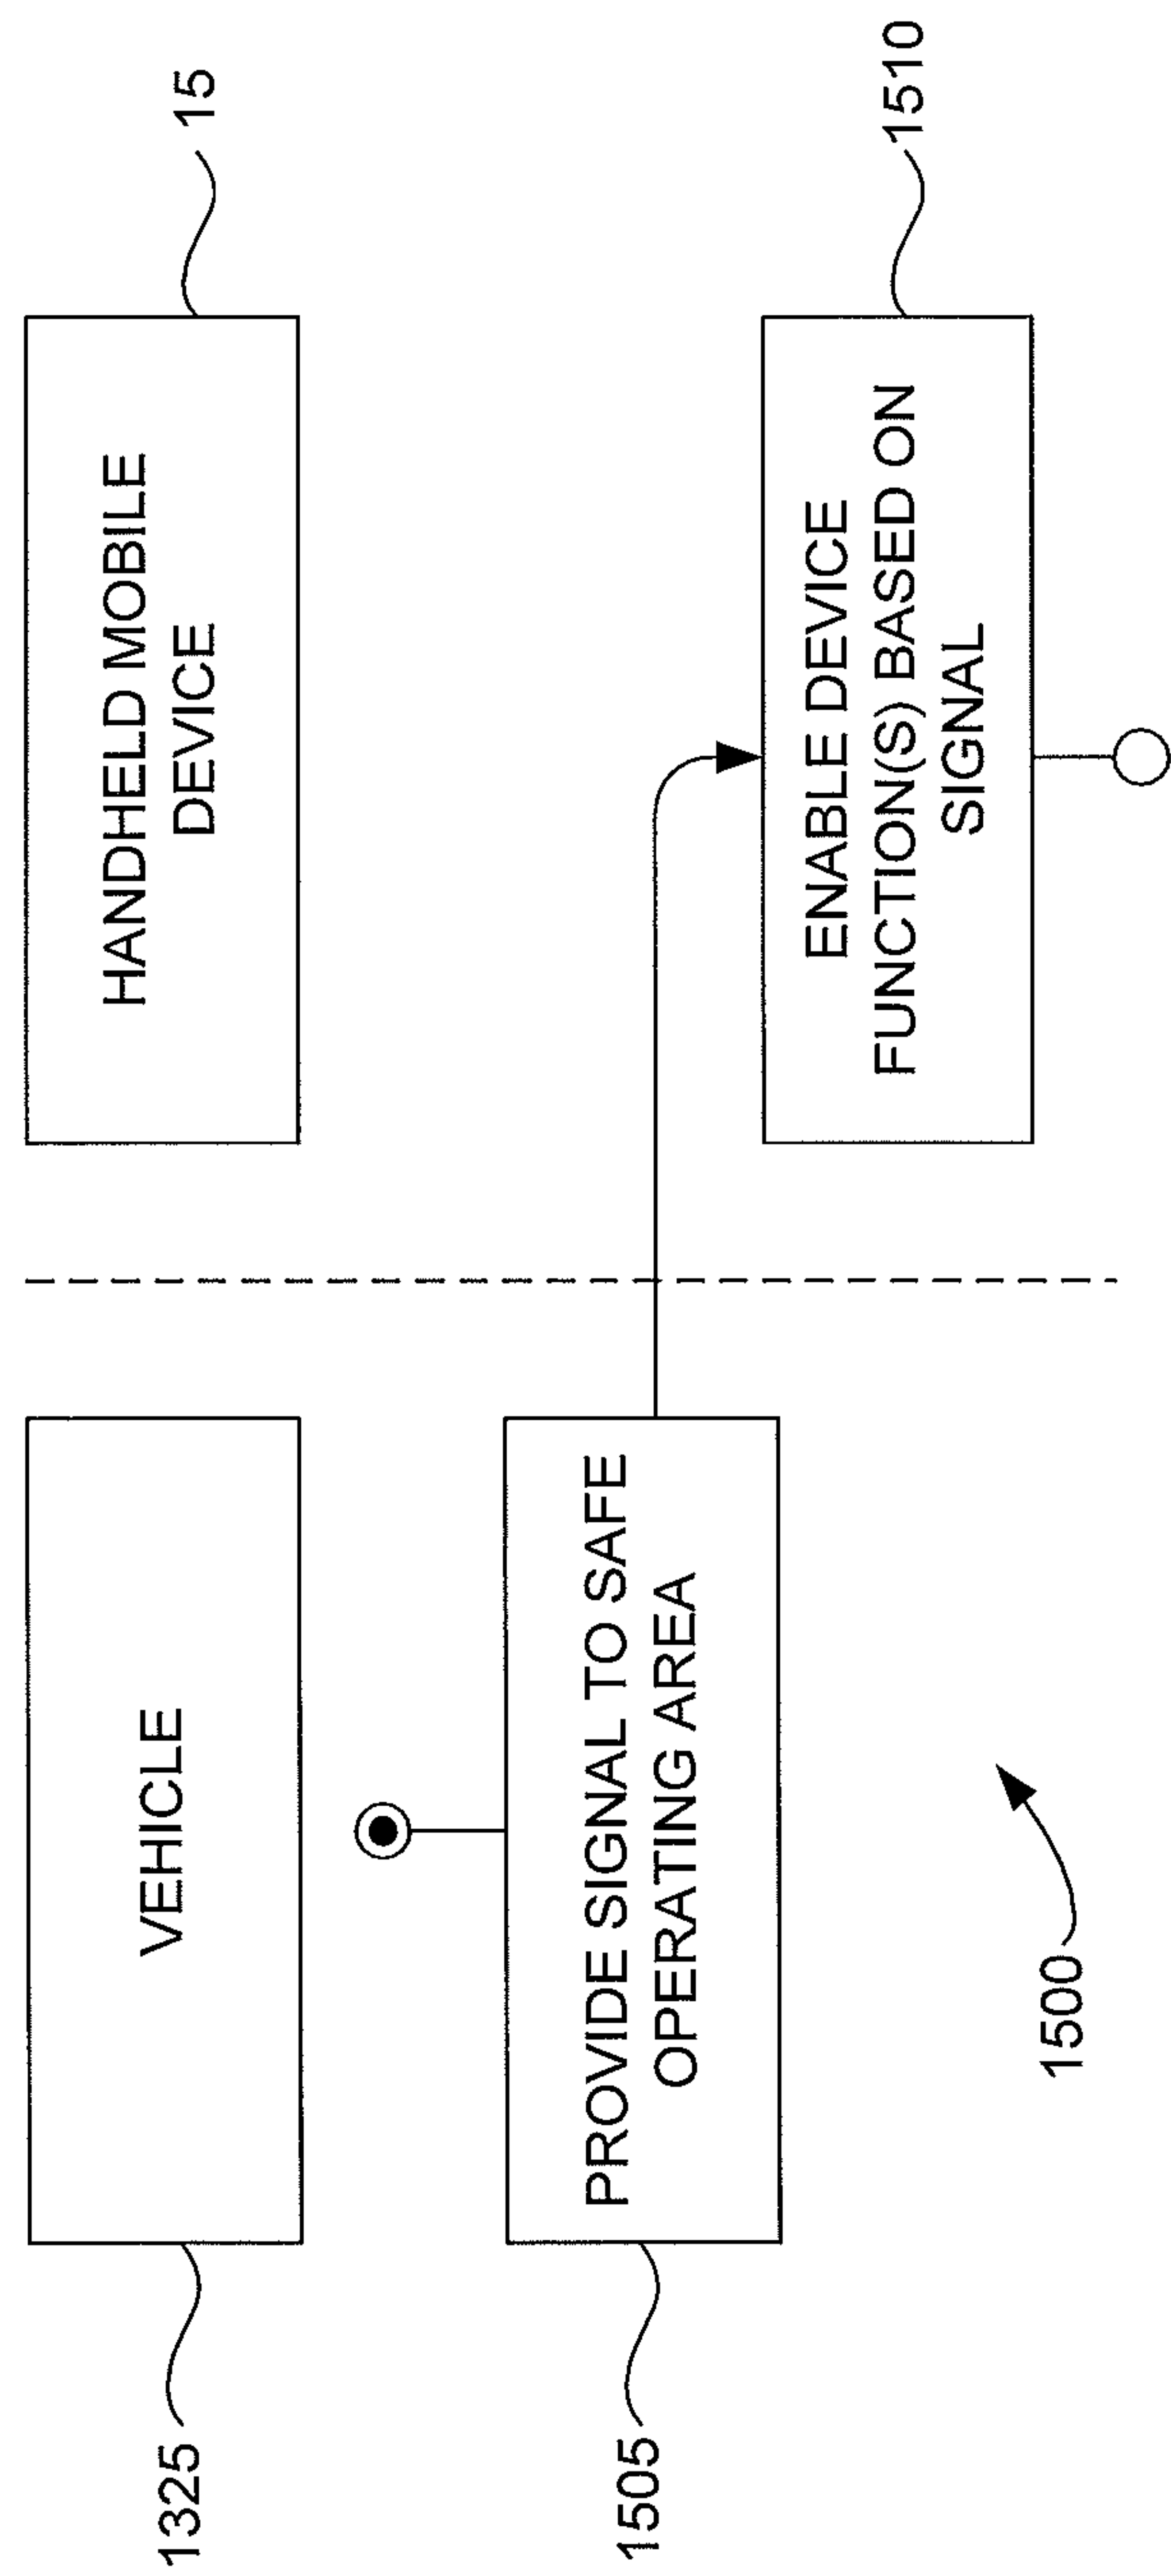 1325
VEHICLE
HANDHELD MOBILE
DEVICE
15
1505
PROVIDE SIGNAL TO SAFE
OPERATING AREA
ENABLE DEVICE
FUNCTION(S) BASED ON
SIGNAL
1510
1500